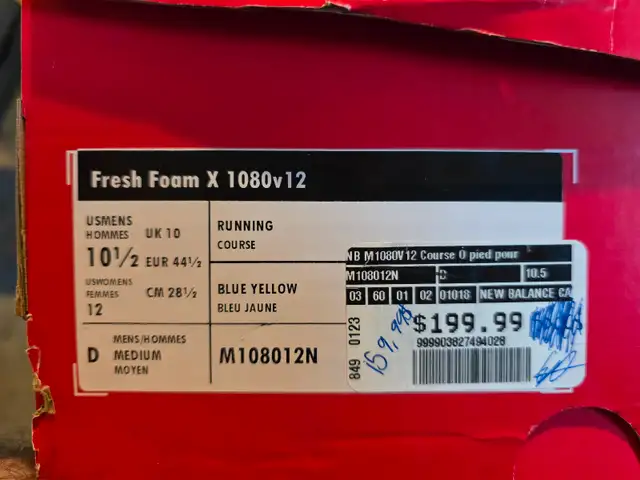 Fresh Foam X 1080v12
USMENS
HOMMES
10½
UK 10
EUR 44½
USWOMENS
FEMMES
12
CM 28½
RUNNING
COURSE
BLUE YELLOW
BLEU JAUNE
D
MENS/HOMMES
MEDIUM
MOYEN
M108012N
NB M1080V12 Course O pied pour
M108012N
D
10.5
03 60 01 02 01018 NEW BALANCE CA
849 0123
$199.99
999903827494028